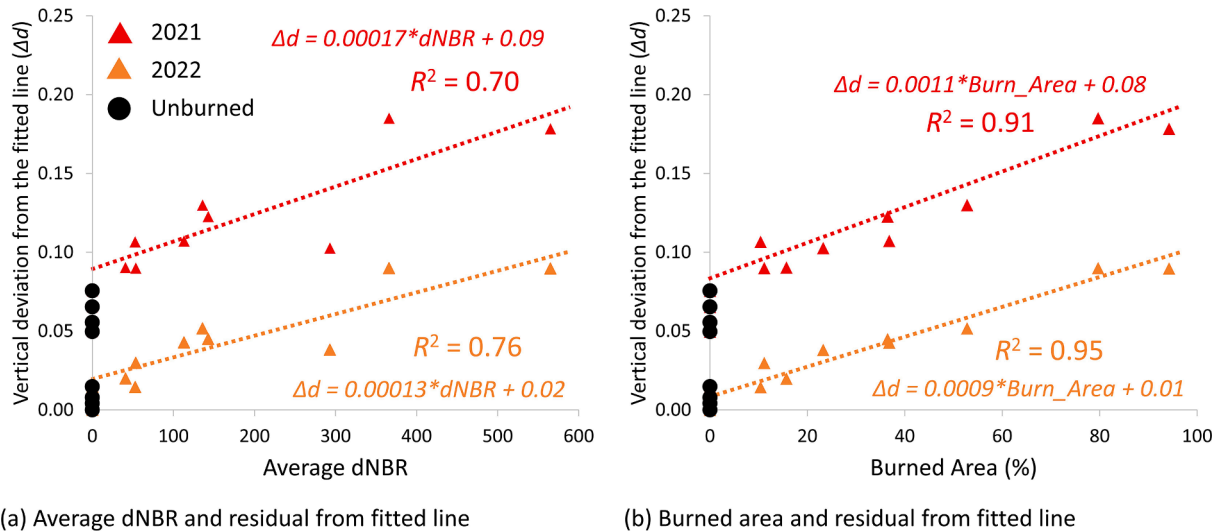 Vertical deviation from the fitted line (Δd)
0.25
0.20
0.15
0.10
0.05
0.00
2021
2022
Unburned
Δd = 0.00017*dNBR + 0.09
R² = 0.70
R² = 0.76
Δd = 0.00013*dNBR + 0.02
0 100 200 300 400 500 600
Average dNBR
(a) Average dNBR and residual from fitted line
Vertical deviation from the fitted line (Δd)
0.25
0.20
0.15
0.10
0.05
0.00
Δd = 0.0011*Burn_Area + 0.08
R² = 0.91
R² = 0.95
Δd = 0.0009*Burn_Area + 0.01
0 20 40 60 80 100
Burned Area (%)
(b) Burned area and residual from fitted line